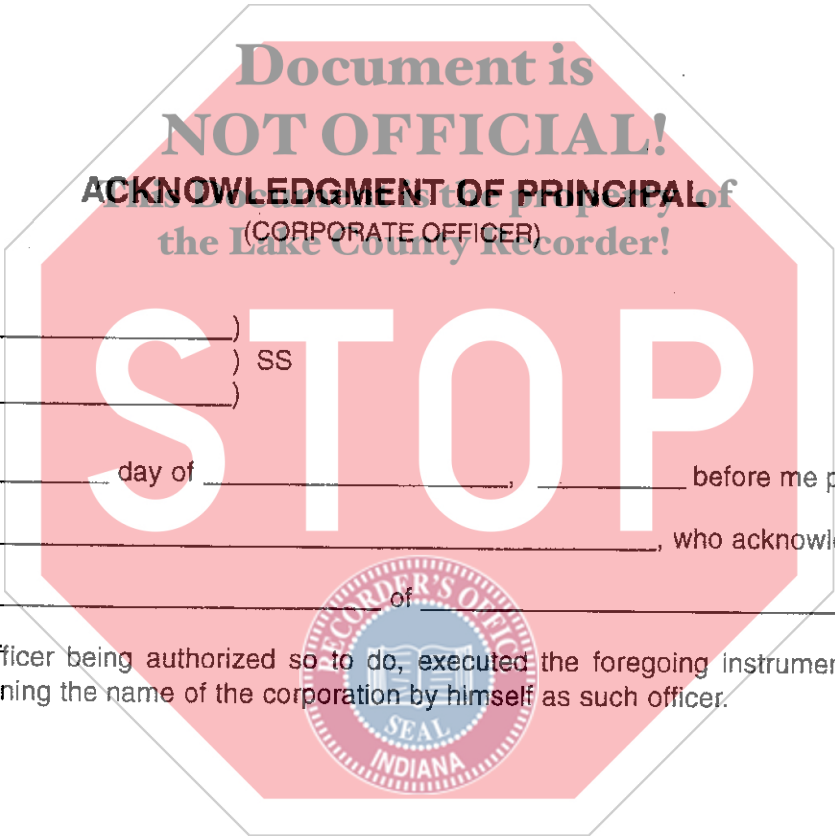 Document is
NOT OFFICIAL!
ACKNOWLEDGMENT OF PRINCIPAL
This Document is the property of
(CORPORATE OFFICER)
the Lake County Recorder!
)
) SS
)
STOP
day of , before me p
, who acknowl
of
fficer being authorized so to do, executed the foregoing instrumen
ning the name of the corporation by himself as such officer.
RECORDER'S OFFICE
SEAL
INDIANA